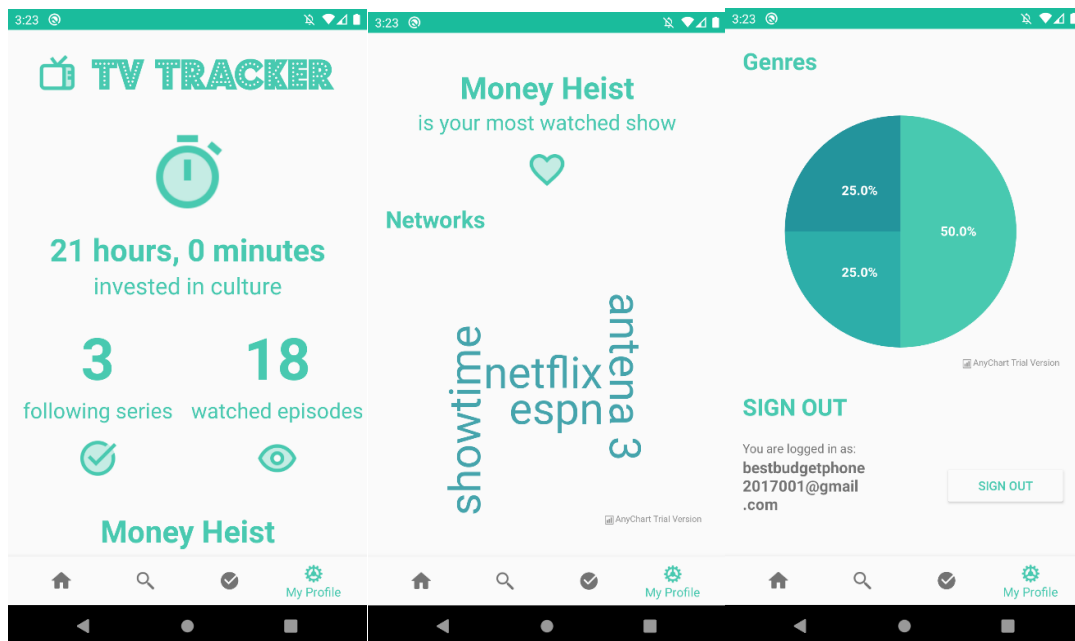 3:23
TV TRACKER
21 hours, 0 minutes
invested in culture
3
18
following series
watched episodes
Money Heist
My Profile
3:23
Money Heist
is your most watched show
Networks
showtime
netflix
espn
antena 3
AnyChart Trial Version
My Profile
3:23
Genres
25.0%
50.0%
25.0%
AnyChart Trial Version
SIGN OUT
You are logged in as:
bestbudgetphone
2017001@gmail
.com
SIGN OUT
My Profile